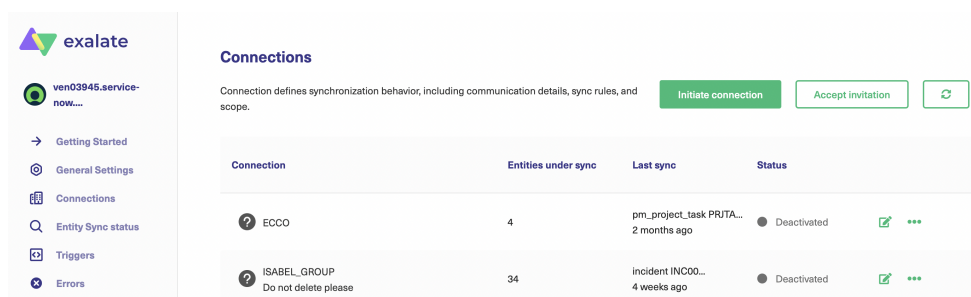 exalate
ven03945.service-
now....
Getting Started
General Settings
Connections
Entity Sync status
Triggers
Errors
Connections
Connection defines synchronization behavior, including communication details, sync rules, and
scope.
Initiate connection
Accept invitation
Connection Entities under sync Last sync Status
ECCO 4 pm_project_task PRJTA...
2 months ago Deactivated
ISABEL_GROUP
Do not delete please 34 incident INC00...
4 weeks ago Deactivated